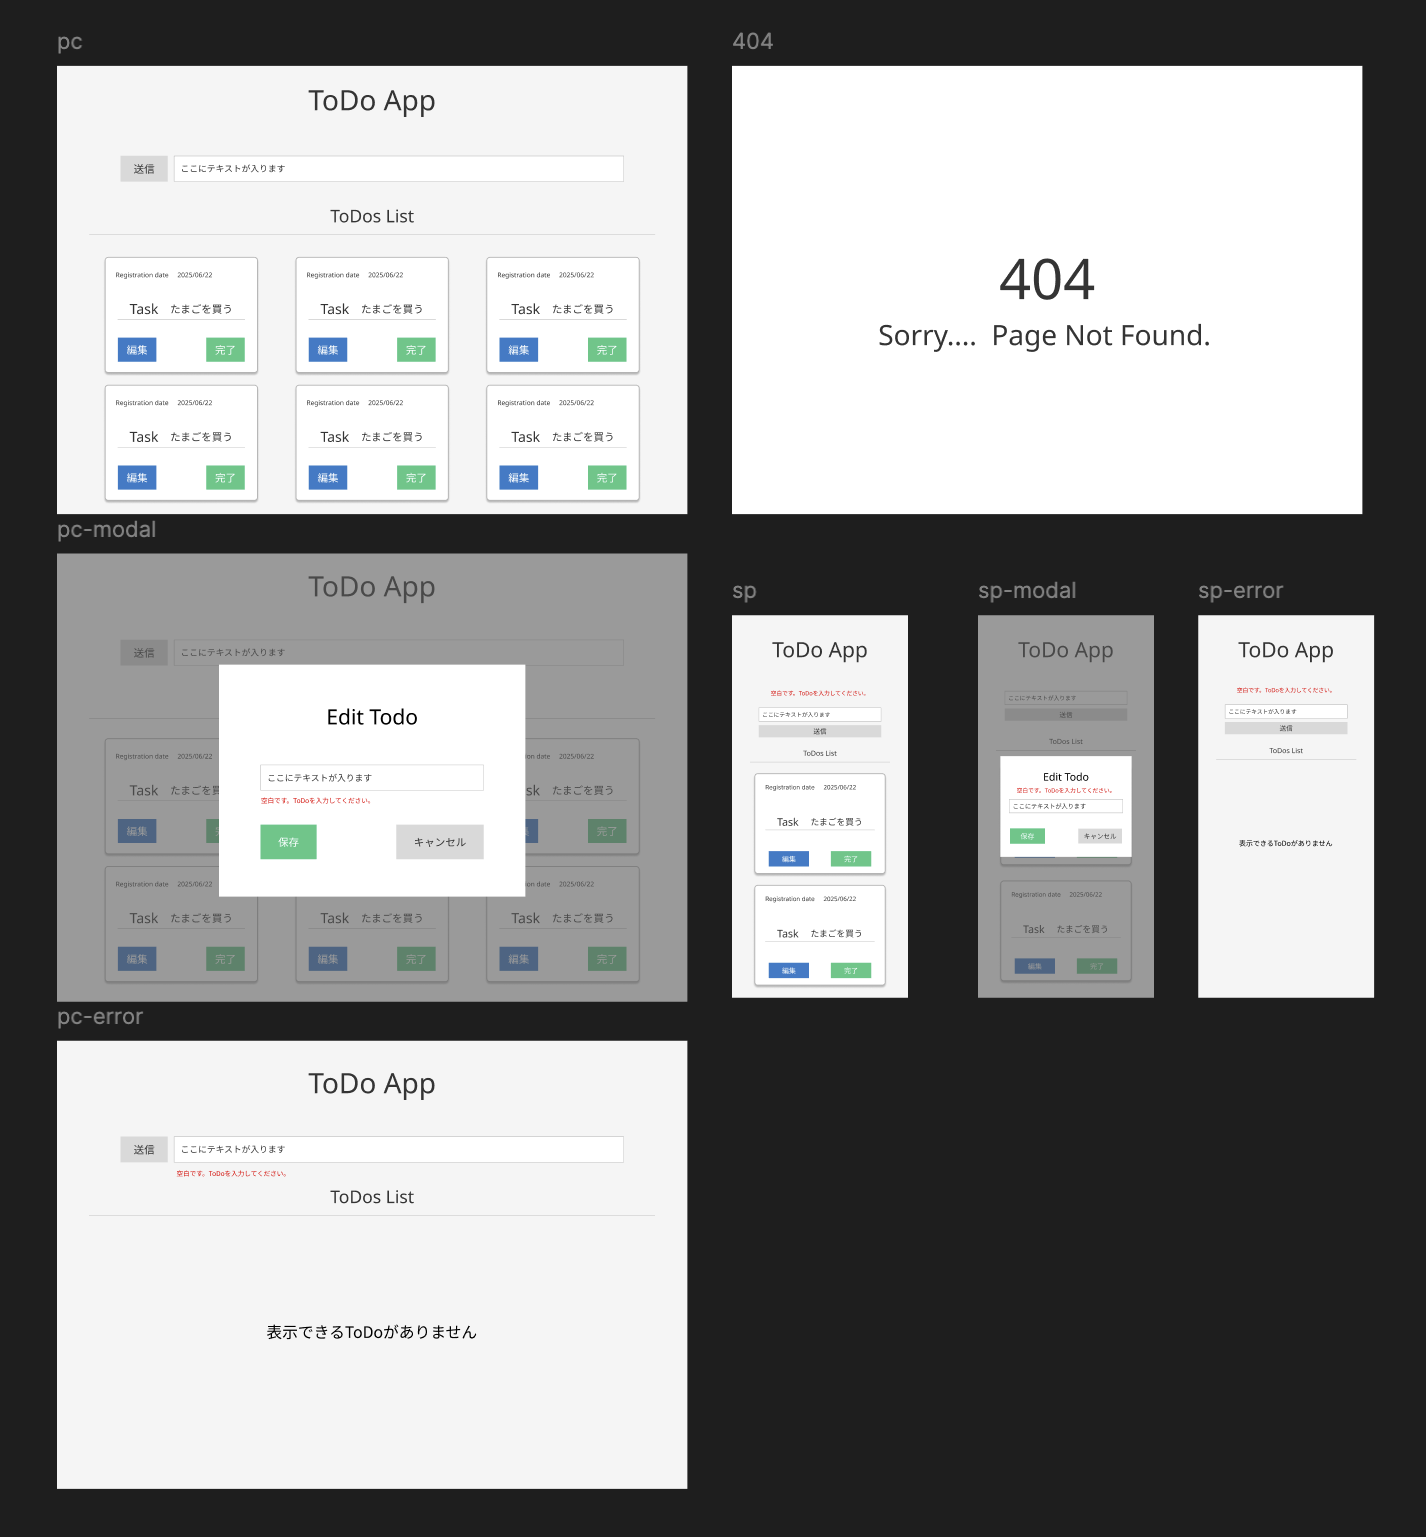 pc
ToDo App
送信 ここにテキストが入ります
ToDos List
Registration date 2025/06/22
Task たまごを買う
編集 完了
Registration date 2025/06/22
Task たまごを買う
編集 完了
Registration date 2025/06/22
Task たまごを買う
編集 完了
Registration date 2025/06/22
Task たまごを買う
編集 完了
Registration date 2025/06/22
Task たまごを買う
編集 完了
Registration date 2025/06/22
Task たまごを買う
編集 完了
404
404
Sorry.... Page Not Found.
pc-modal
ToDo App
送信 ここにテキストが入ります
Registration date 2025/06/22
Task たまごを買
編集
2025/06/22
たまごを買う
完了
Edit Todo
ここにテキストが入ります
空白です。ToDoを入力してください。
保存 キャンセル
Registration date 2025/06/22
Task たまごを買う
編集 完了
Task たまごを買う
編集 完了
ion date 2025/06/22
Task たまごを買う
編集 完了
sp
ToDo App
空白です。ToDoを入力してください。
ここにテキストが入ります
送信
ToDos List
Registration date 2025/06/22
Task たまごを買う
編集 完了
Registration date 2025/06/22
Task たまごを買う
編集 完了
sp-modal
ToDo App
ここにテキストが入ります
送信
ToDos List
Edit Todo
空白です。ToDoを入力してください。
ここにテキストが入ります
保存 キャンセル
Registration date 2025/06/22
Task たまごを買う
編集 完了
sp-error
ToDo App
空白です。ToDoを入力してください。
ここにテキストが入ります
送信
ToDos List
表示できるToDoがありません
pc-error
ToDo App
送信 ここにテキストが入ります
空白です。ToDoを入力してください。
ToDos List
表示できるToDoがありません